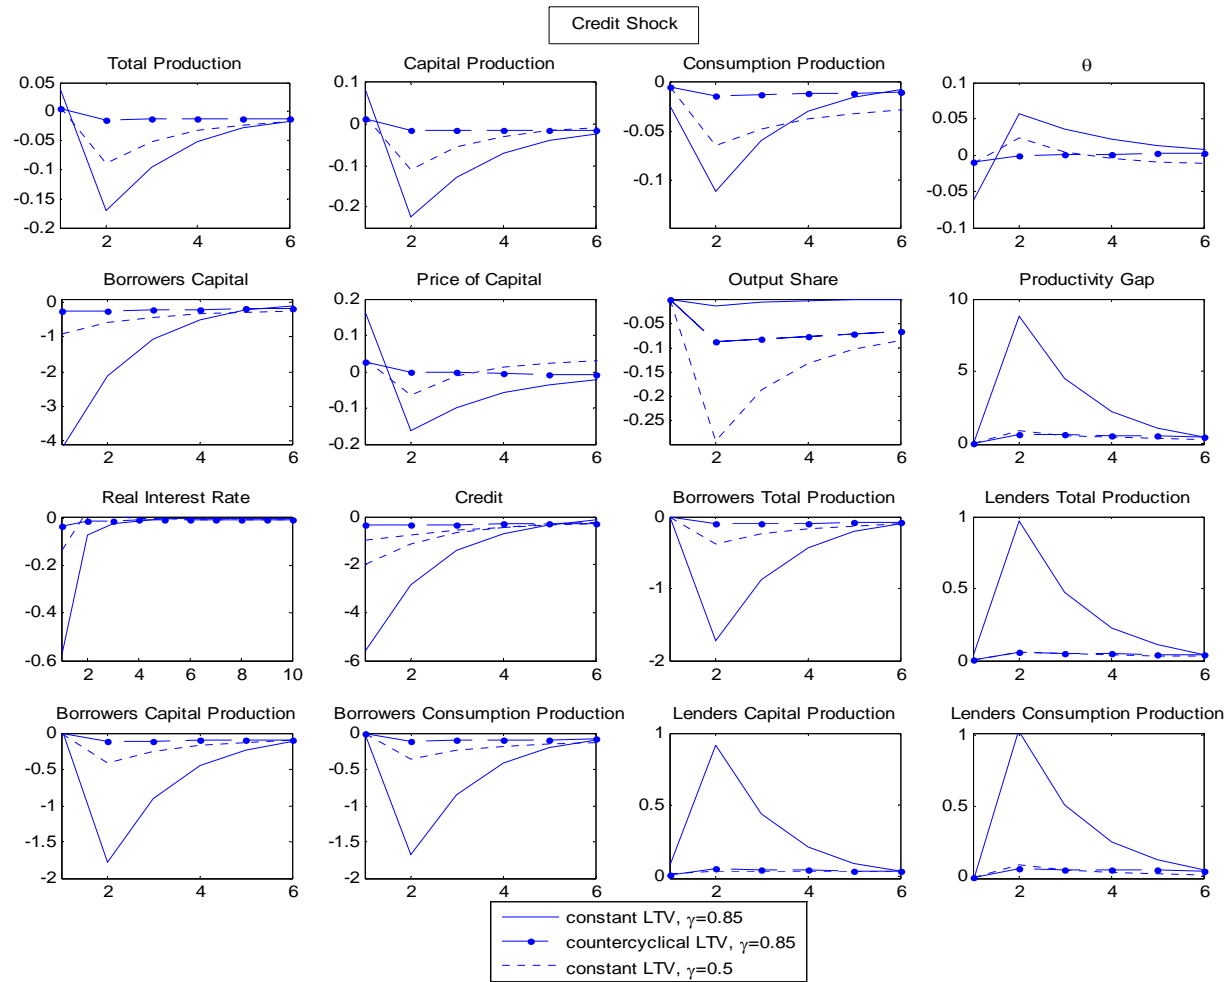 Credit Shock
Total Production
Capital Production
Consumption Production
θ
0.05
0
-0.05
-0.1
-0.15
-0.2
2 4 6
0.1
0
-0.1
-0.2
2 4 6
0
-0.05
-0.1
2 4 6
0.1
0.05
0
-0.05
-0.1
2 4 6
Borrowers Capital
Price of Capital
Output Share
Productivity Gap
0
-1
-2
-3
-4
2 4 6
0.2
0.1
0
-0.1
-0.2
2 4 6
-0.05
-0.1
-0.15
-0.2
-0.25
2 4 6
10
5
0
2 4 6
Real Interest Rate
Credit
Borrowers Total Production
Lenders Total Production
0
-0.2
-0.4
-0.6
2 4 6 8 10
0
-2
-4
-6
2 4 6
0
-1
-2
2 4 6
1
0.5
0
2 4 6
Borrowers Capital Production
Borrowers Consumption Production
Lenders Capital Production
Lenders Consumption Production
0
-0.5
-1
-1.5
-2
2 4 6
0
-0.5
-1
-1.5
-2
2 4 6
1
0.5
0
2 4 6
1
0.5
0
2 4 6
constant LTV, γ=0.85
countercyclical LTV, γ=0.85
constant LTV, γ=0.5